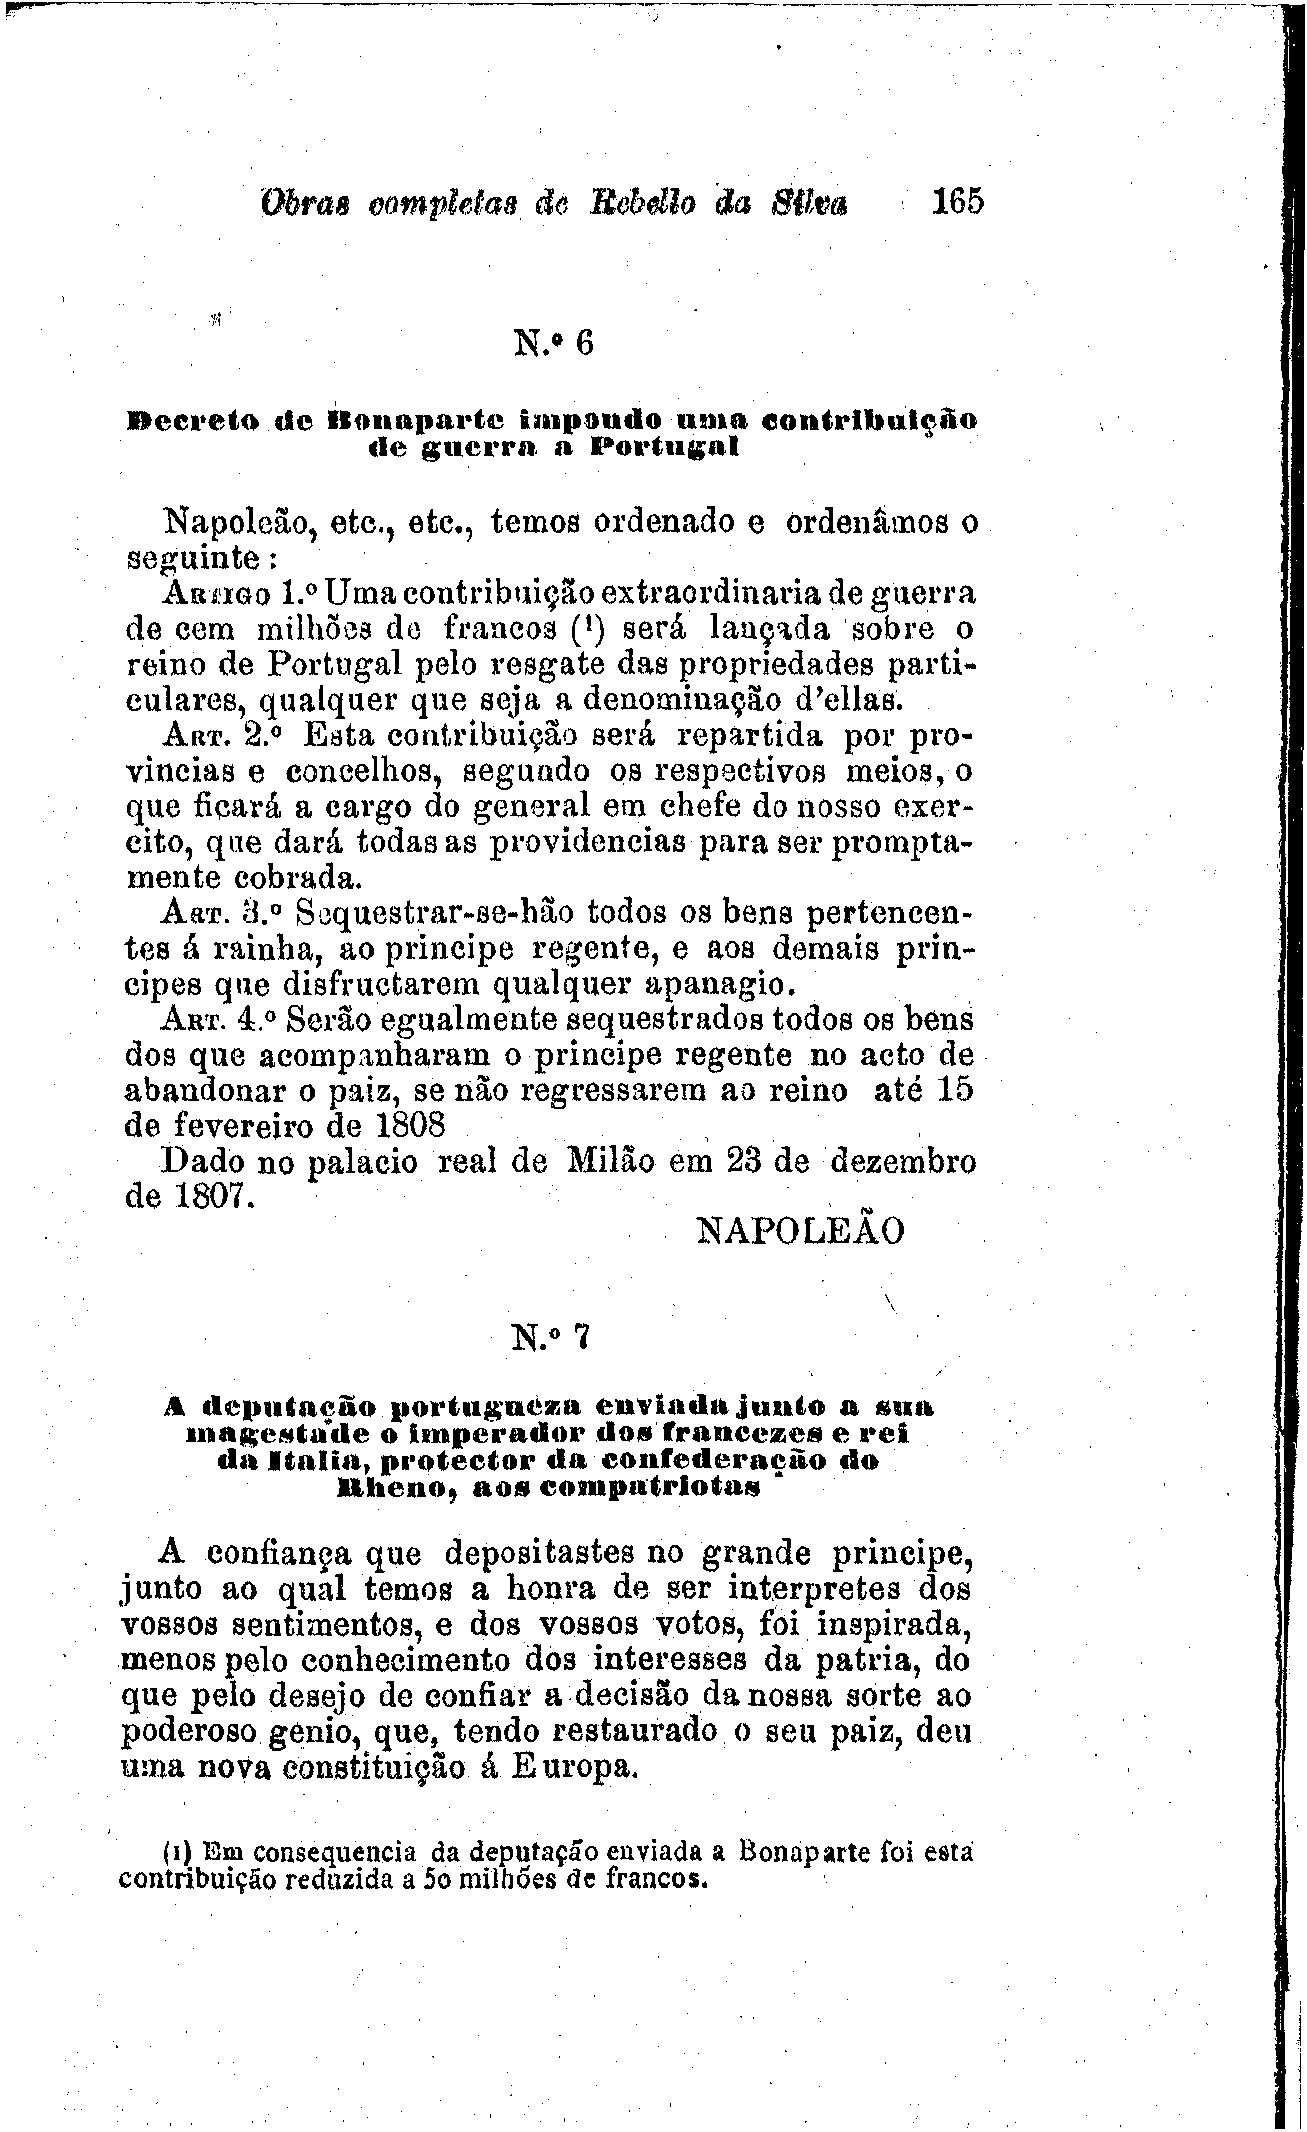 Obras completas de Rebello da Silva 165
N.º 6
Decreto de Bonaparte impondo uma contribuição
de guerra a Portugal
Napoleão, etc., etc., temos ordenado e ordenâmos o
seguinte:
ARTIGO 1.º Uma contribuição extraordinaria de guerra
de cem milhões de francos (¹) será lançada sobre o
reino de Portugal pelo resgate das propriedades parti-
culares, qualquer que seja a denominação d'ellas.
ART. 2.º Esta contribuição será repartida por pro-
vincias e concelhos, segundo os respectivos meios, o
que ficará a cargo do general em chefe do nosso exer-
cito, que dará todas as providencias para ser prompta-
mente cobrada.
ART. 3.º Sequestrar-se-hão todos os bens pertencen-
tes á rainha, ao principe regente, e aos demais prin-
cipes que disfructarem qualquer apanagio.
ART. 4.º Serão egualmente sequestrados todos os bens
dos que acompanharam o principe regente no acto de
abandonar o paiz, se não regressarem ao reino até 15
de fevereiro de 1808
Dado no palacio real de Milão em 23 de dezembro
de 1807.
NAPOLEÃO
N.º 7
A deputação portugueza enviada junto a sua
magestade o imperador dos francezes e rei
da Italia, protector da confederação do
Rheno, aos compatriotas
A confiança que depositastes no grande principe,
junto ao qual temos a honra de ser interpretes dos
vossos sentimentos, e dos vossos votos, foi inspirada,
menos pelo conhecimento dos interesses da patria, do
que pelo desejo de confiar a decisão da nossa sorte ao
poderoso genio, que, tendo restaurado o seu paiz, deu
uma nova constituição á Europa.
(1) Em consequencia da deputação enviada a Bonaparte foi esta
contribuição reduzida a 50 milhões de francos.